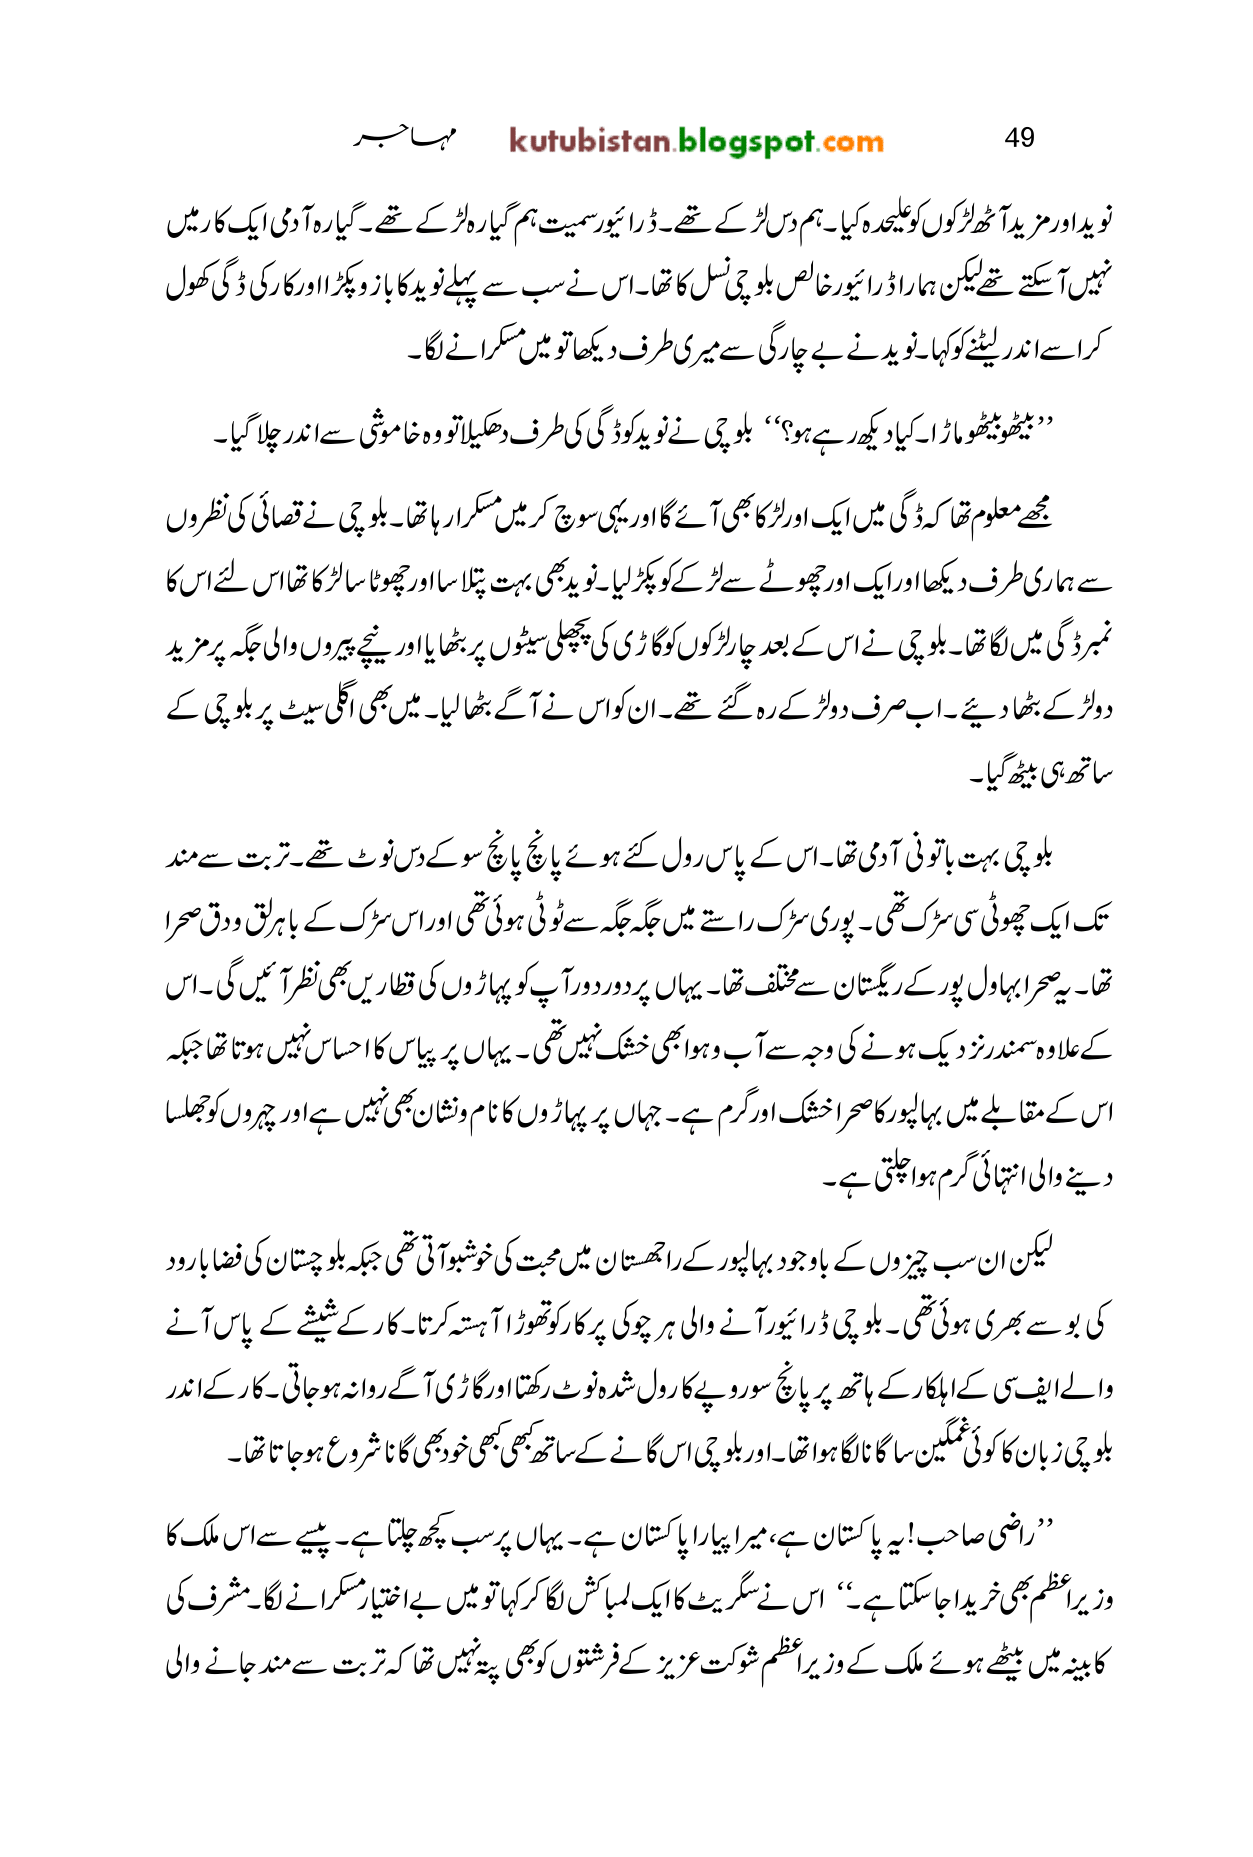 مہاجر kutubistan.blogspot.com 49
نوید اور مزید آٹھ لڑکوں کو علیحدہ کیا۔ ہم دس لڑکے تھے۔ ڈرائیور سمیت ہم گیارہ لڑکے تھے۔ گیارہ آدمی ایک کار میں
نہیں آ سکتے تھے لیکن ہمارا ڈرائیور خالص بلوچی نسل کا تھا۔ اس نے سب سے پہلے نوید کا بازو پکڑا اور کار کی ڈگی کھول
کر اسے اندر لیٹنے کو کہا۔ نوید نے بے چارگی سے میری طرف دیکھا تو میں مسکرانے لگا۔
’’بیٹھو بیٹھو ماڑا۔ کیا دیکھ رہے ہو؟‘‘ بلوچی نے نوید کو ڈگی کی طرف دھکیلا تو وہ خاموشی سے اندر چلا گیا۔
مجھے معلوم تھا کہ ڈگی میں ایک اور لڑکا بھی آئے گا اور یہی سوچ کر میں مسکرا رہا تھا۔ بلوچی نے قصائی کی نظروں
سے ہماری طرف دیکھا اور ایک اور چھوٹے سے لڑکے کو پکڑ لیا۔ نوید بھی بہت پتلا سا اور چھوٹا سا لڑکا تھا اس لئے اس کا
نمبر ڈگی میں لگا تھا۔ بلوچی نے اس کے بعد چار لڑکوں کو گاڑی کی پچھلی سیٹوں پر بٹھایا اور نیچے پیروں والی جگہ پر مزید
دو لڑکے بٹھا دیئے۔ اب صرف دو لڑکے رہ گئے تھے۔ ان کو اس نے آگے بٹھا لیا۔ میں بھی اگلی سیٹ پر بلوچی کے
ساتھ ہی بیٹھ گیا۔
بلوچی بہت باتونی آدمی تھا۔ اس کے پاس رول کئے ہوئے پانچ پانچ سو کے دس نوٹ تھے۔ تربت سے مند
تک ایک چھوٹی سی سڑک تھی۔ پوری سڑک راستے میں جگہ جگہ سے ٹوٹی ہوئی تھی اور اس سڑک کے باہر لق و دق صحرا
تھا۔ یہ صحرا بہاول پور کے ریگستان سے مختلف تھا۔ یہاں پر دور دور آپ کو پہاڑوں کی قطاریں بھی نظر آئیں گی۔ اس
کے علاوہ سمندر نزدیک ہونے کی وجہ سے آب و ہوا بھی خشک نہیں تھی۔ یہاں پر پیاس کا احساس نہیں ہوتا تھا جبکہ
اس کے مقابلے میں بہالپور کا صحرا خشک اور گرم ہے۔ جہاں پر پہاڑوں کا نام و نشان بھی نہیں ہے اور چہروں کو جھلسا
دینے والی انتہائی گرم ہوا چلتی ہے۔
لیکن ان سب چیزوں کے باوجود بہالپور کے راجھستان میں محبت کی خوشبو آتی تھی جبکہ بلوچستان کی فضا بارود
کی بو سے بھری ہوئی تھی۔ بلوچی ڈرائیور آنے والی ہر چوکی پر کار کو تھوڑا آہستہ کرتا۔ کار کے شیشے کے پاس آنے
والے ایف سی کے اہلکار کے ہاتھ پر پانچ سو روپے کا رول شدہ نوٹ رکھتا اور گاڑی آگے روانہ ہو جاتی۔ کار کے اندر
بلوچی زبان کا کوئی غمگین سا گانا لگا ہوا تھا۔ اور بلوچی اس گانے کے ساتھ کبھی کبھی خود بھی گانا شروع ہو جاتا تھا۔
’’راضی صاحب! یہ پاکستان ہے، میرا پیارا پاکستان ہے۔ یہاں پر سب کچھ چلتا ہے۔ پیسے سے اس ملک کا
وزیراعظم بھی خریدا جا سکتا ہے۔‘‘ اس نے سگریٹ کا ایک لمبا کش لگا کر کہا تو میں بے اختیار مسکرانے لگا۔ مشرف کی
کابینہ میں بیٹھے ہوئے ملک کے وزیراعظم شوکت عزیز کے فرشتوں کو بھی پتہ نہیں تھا کہ تربت سے مند جانے والی